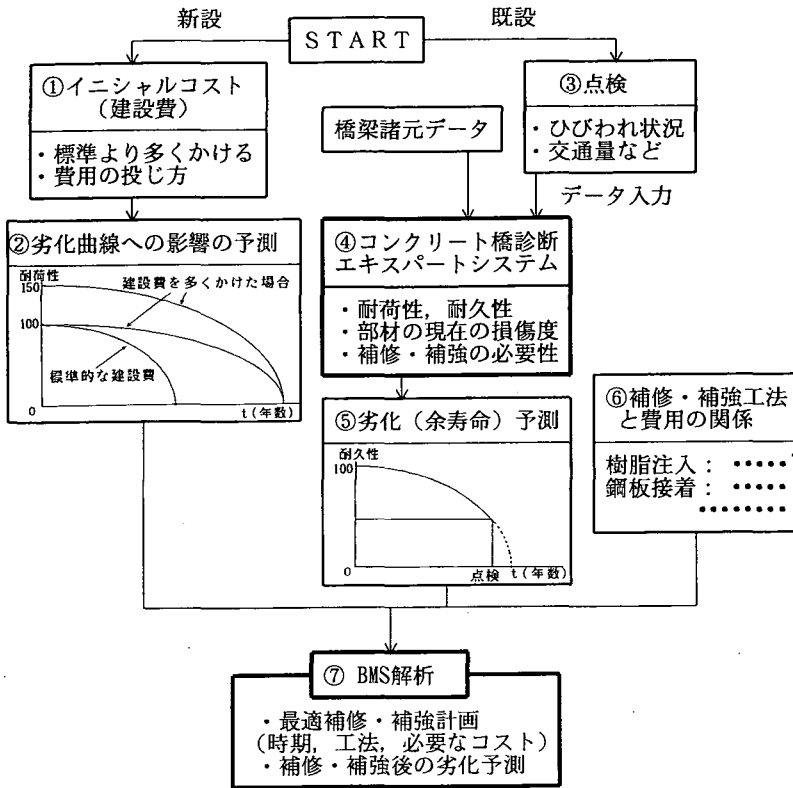 新設
既設
START
①イニシャルコスト
（建設費）
・標準より多くかける
・費用の投じ方
③点検
・ひびわれ状況
・交通量など
橋梁諸元データ
データ入力
②劣化曲線への影響の予測
耐荷性
150
建設費を多くかけた場合
100
標準的な建設費
0
t(年数)
④コンクリート橋診断
エキスパートシステム
・耐荷性，耐久性
・部材の現在の損傷度
・補修・補強の必要性
⑤劣化（余寿命）予測
耐久性
100
0
点検
t(年数)
⑥補修・補強工法
と費用の関係
樹脂注入： •••••
鋼板接着： •••••
••••••••
⑦ BMS解析
・最適補修・補強計画
（時期，工法，必要なコスト）
・補修・補強後の劣化予測